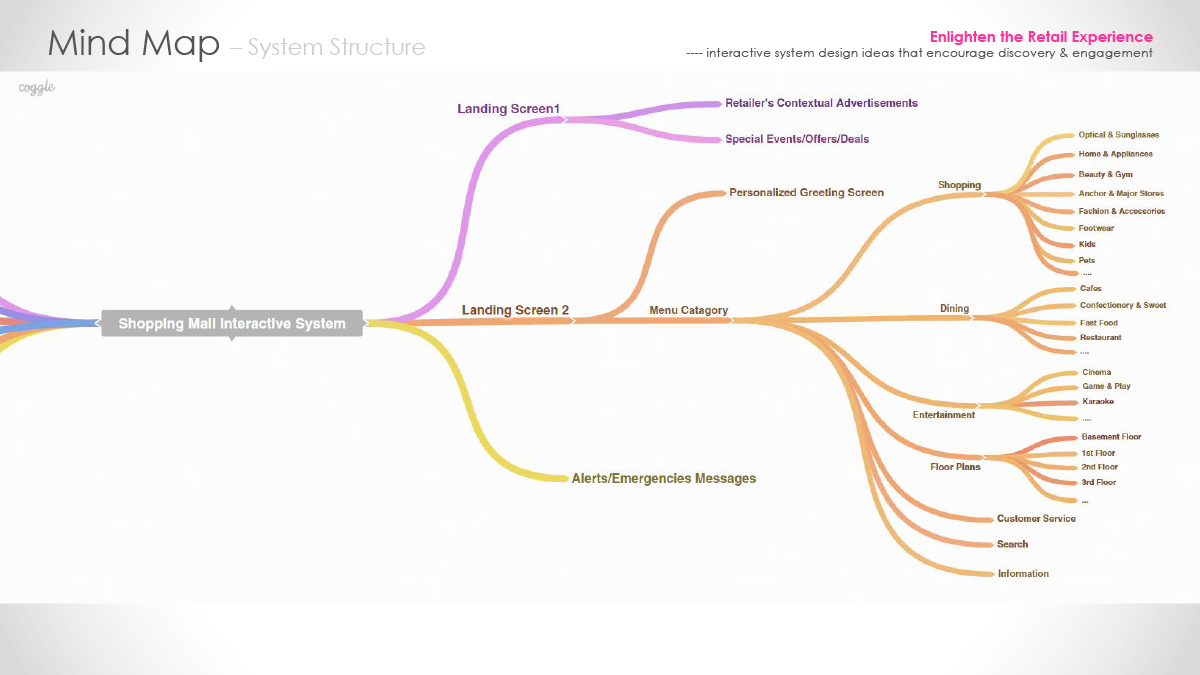 Mind Map – System Structure
Enlighten the Retail Experience
---- interactive system design ideas that encourage discovery & engagement
coggle
Shopping Mall Interactive System
Landing Screen1
Retailer's Contextual Advertisements
Special Events/Offers/Deals
Landing Screen 2
Personalized Greeting Screen
Menu Catagory
Shopping
Optical & Sunglasses
Home & Appliances
Beauty & Gym
Anchor & Major Stores
Fashion & Accessories
Footwear
Kids
Pets
....
Dining
Cafes
Confectionery & Sweet
Fast Food
Restaurant
....
Entertainment
Cinema
Game & Play
Karaoke
....
Floor Plans
Basement Floor
1st Floor
2nd Floor
3rd Floor
...
Customer Service
Search
Information
Alerts/Emergencies Messages